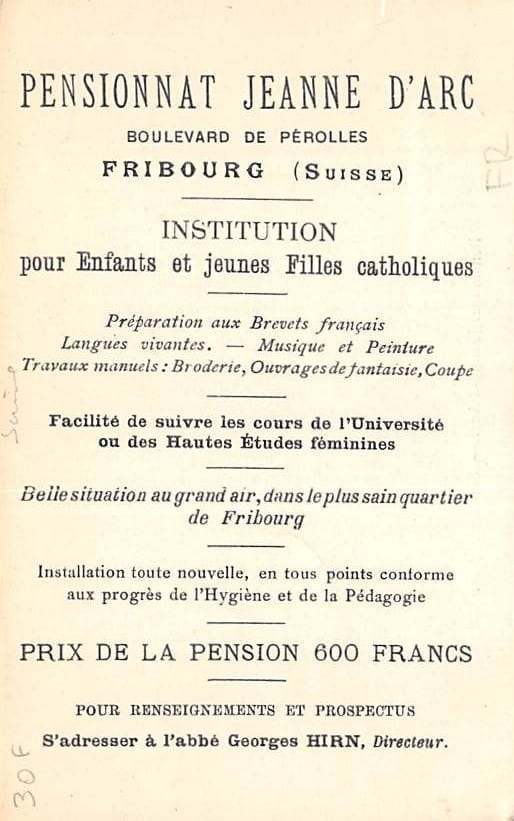 PENSIONNAT JEANNE D'ARC
BOULEVARD DE PÉROLLES
FRIBOURG (SUISSE)
INSTITUTION
pour Enfants et jeunes Filles catholiques
Préparation aux Brevets français
Langues vivantes. — Musique et Peinture
Travaux manuels : Broderie, Ouvrages de fantaisie, Coupe
Facilité de suivre les cours de l'Université
ou des Hautes Études féminines
Belle situation au grand air, dans le plus sain quartier
de Fribourg
Installation toute nouvelle, en tous points conforme
aux progrès de l'Hygiène et de la Pédagogie
PRIX DE LA PENSION 600 FRANCS
POUR RENSEIGNEMENTS ET PROSPECTUS
S'adresser à l'abbé Georges HIRN, Directeur.
FR
Suisse
30 F